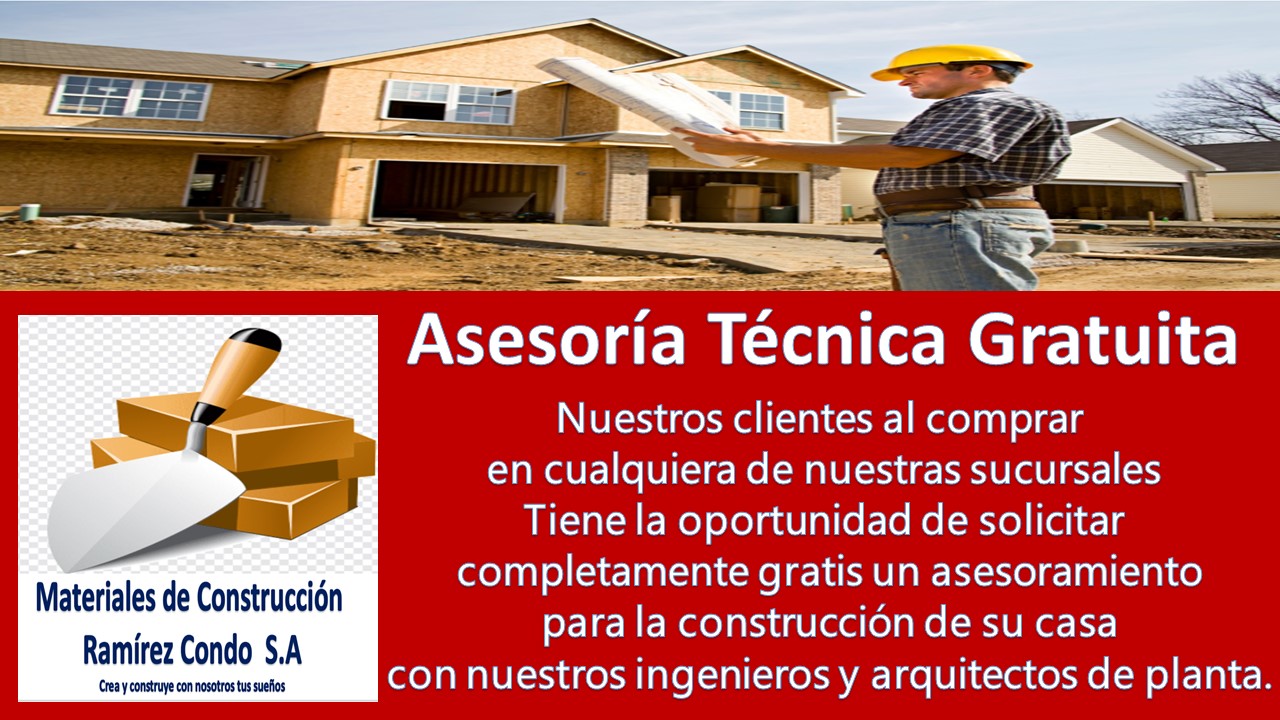 Asesoría Técnica Gratuita
Nuestros clientes al comprar
en cualquiera de nuestras sucursales
Tiene la oportunidad de solicitar
completamente gratis un asesoramiento
para la construcción de su casa
con nuestros ingenieros y arquitectos de planta.
Materiales de Construcción
Ramírez Condo S.A
Crea y construye con nosotros tus sueños